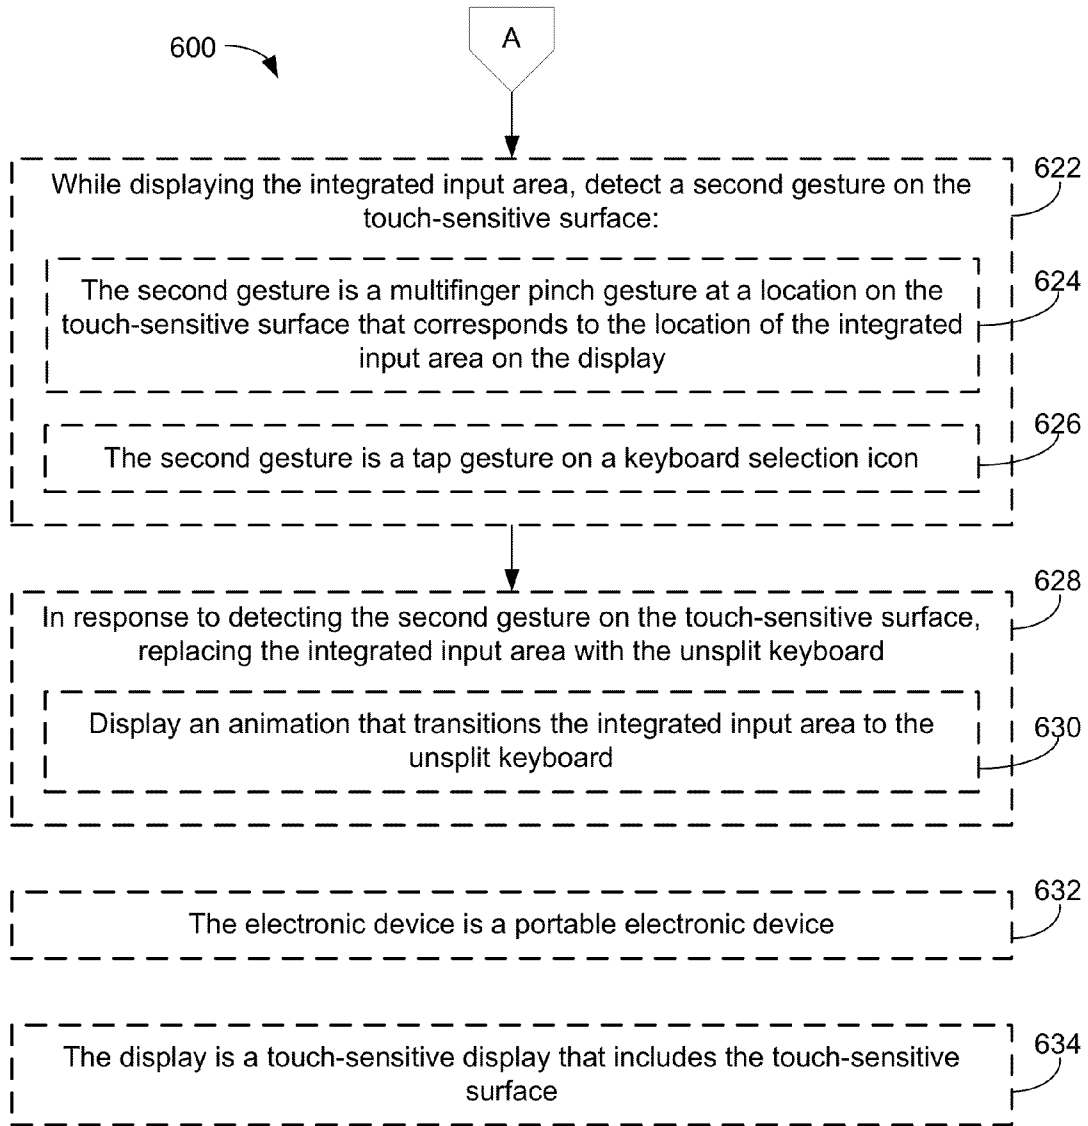 A
600
622
While displaying the integrated input area, detect a second gesture on the
touch-sensitive surface:
624
The second gesture is a multifinger pinch gesture at a location on the
touch-sensitive surface that corresponds to the location of the integrated
input area on the display
626
The second gesture is a tap gesture on a keyboard selection icon
628
In response to detecting the second gesture on the touch-sensitive surface,
replacing the integrated input area with the unsplit keyboard
630
Display an animation that transitions the integrated input area to the
unsplit keyboard
632
The electronic device is a portable electronic device
634
The display is a touch-sensitive display that includes the touch-sensitive
surface